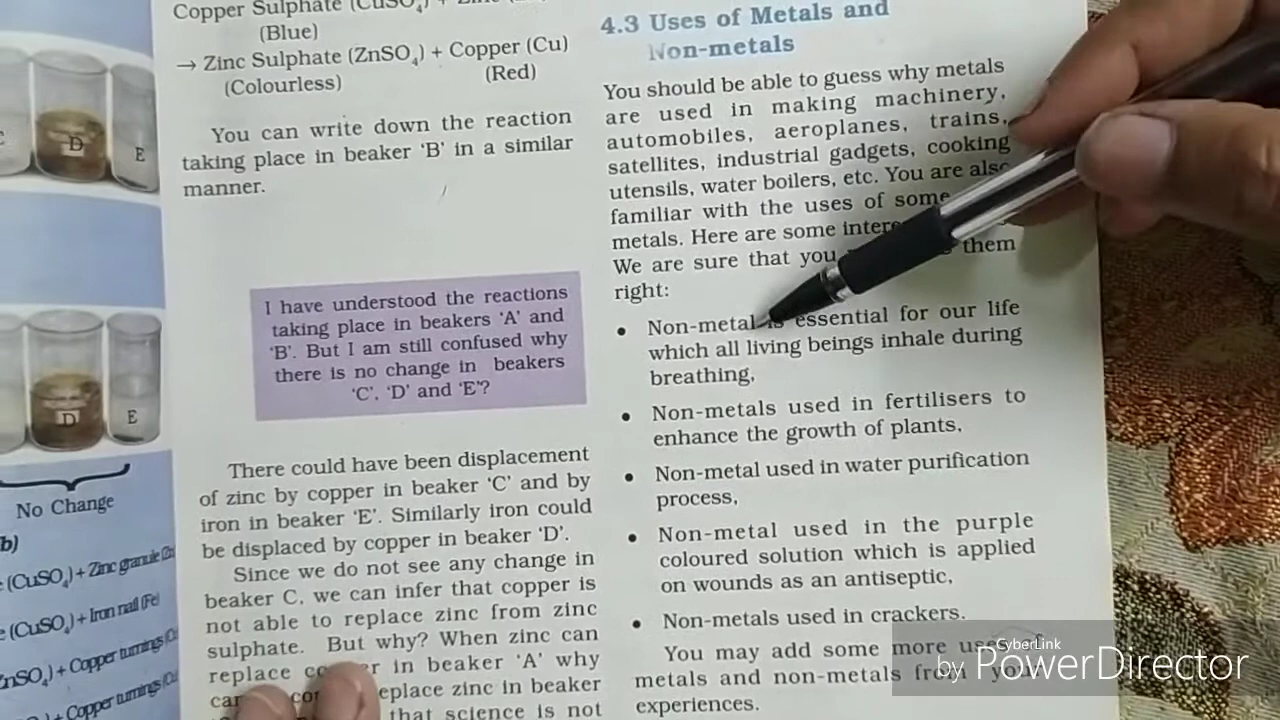 Copper Sulphate (CuSO₄) +
(Blue)
→ Zinc Sulphate (ZnSO₄) + Copper (Cu)
(Colourless) (Red)
You can write down the reaction
taking place in beaker ‘B’ in a similar
manner.
I have understood the reactions
taking place in beakers ‘A’ and
‘B’. But I am still confused why
there is no change in beakers
‘C’, ‘D’ and ‘E’?
There could have been displacement
of zinc by copper in beaker ‘C’ and by
iron in beaker ‘E’. Similarly iron could
be displaced by copper in beaker ‘D’.
Since we do not see any change in
beaker C, we can infer that copper is
not able to replace zinc from zinc
sulphate. But why? When zinc can
replace in beaker ‘A’ why
replace zinc in beaker
that science is not
4.3 Uses of Metals and
Non-metals
You should be able to guess why metals
are used in making machinery,
automobiles, aeroplanes, trains,
satellites, industrial gadgets, cooking
utensils, water boilers, etc. You are also
familiar with the uses of some
metals. Here are some
We are sure that you them
right:
• Non-metal is essential for our life
which all living beings inhale during
breathing,
• Non-metals used in fertilisers to
enhance the growth of plants,
• Non-metal used in water purification
process,
• Non-metal used in the purple
coloured solution which is applied
on wounds as an antiseptic,
• Non-metals used in crackers.
You may add some more uses of
metals and non-metals from your
experiences.
D
E
D
E
No Change
b)
(CuSO₄) + Zinc granule
(CuSO₄) + Iron nail (Fe)
+ Copper turnings
+ Copper turnings
CyberLink
by PowerDirector